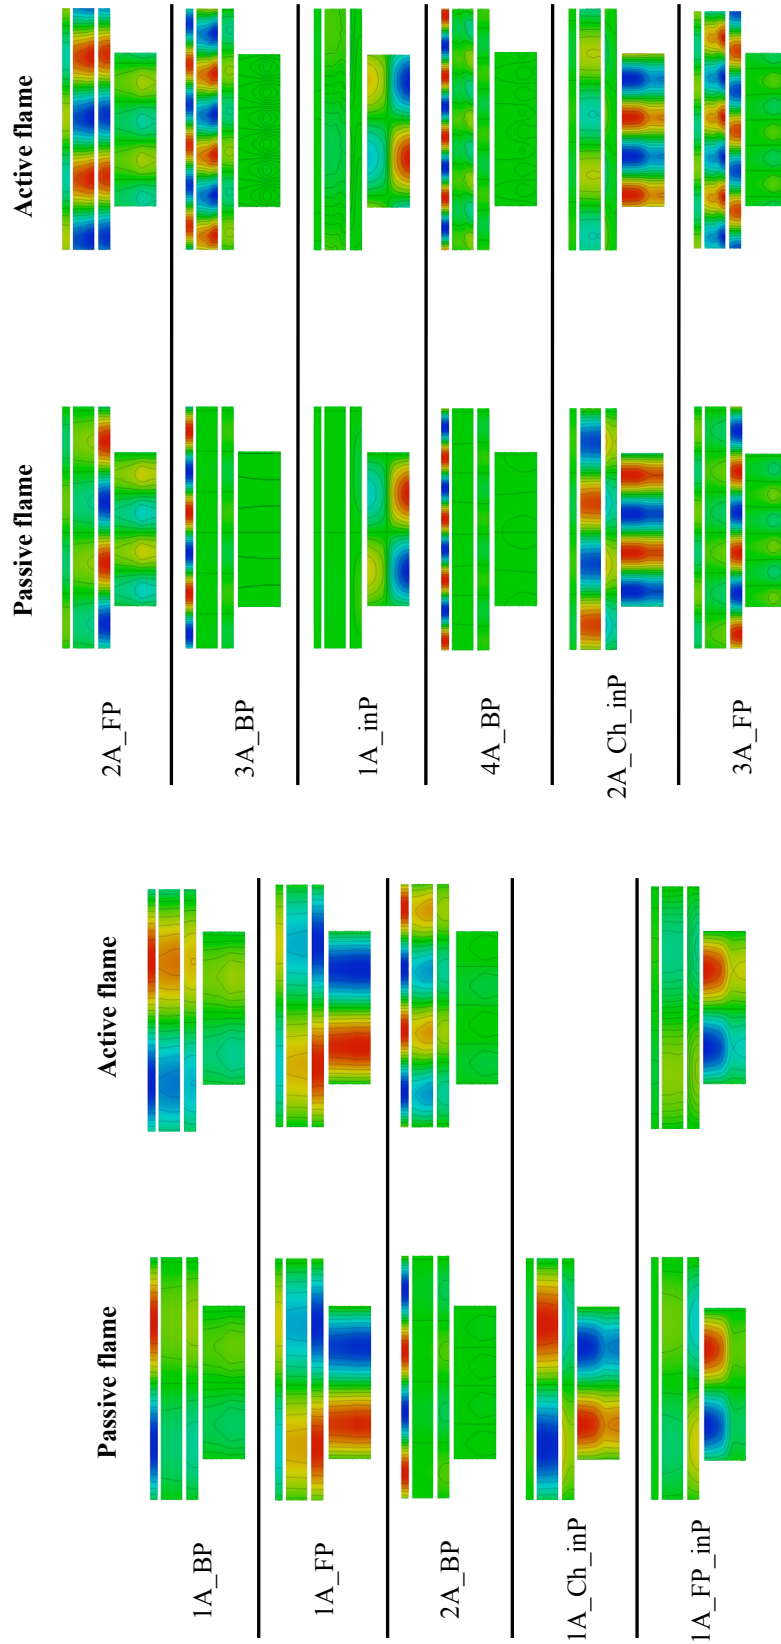 Passive flame
Active flame
1A_BP
1A_FP
2A_BP
1A_Ch_inP
1A_FP_inP
Passive flame
Active flame
2A_FP
3A_BP
1A_inP
4A_BP
2A_Ch_inP
3A_FP